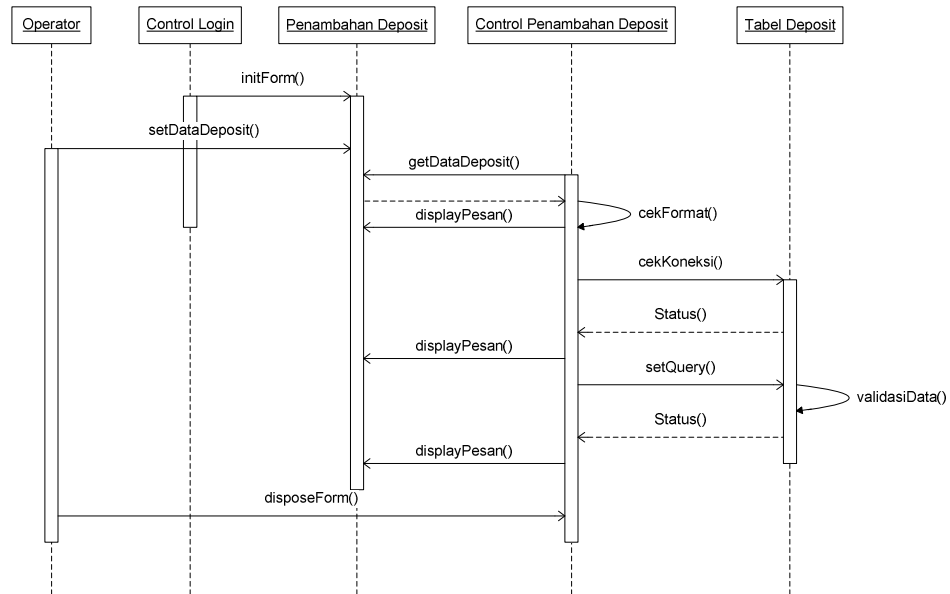 Operator
Control Login
Penambahan Deposit
Control Penambahan Deposit
Tabel Deposit
initForm()
setDataDeposit()
getDataDeposit()
displayPesan()
cekFormat()
cekKoneksi()
Status()
displayPesan()
setQuery()
validasiData()
Status()
displayPesan()
disposeForm()